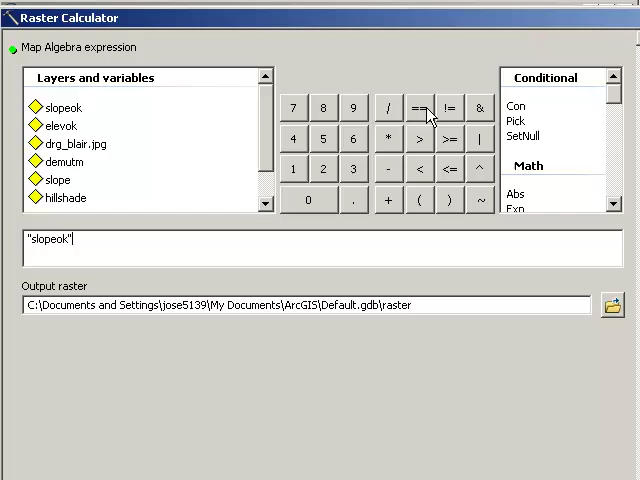 Raster Calculator
Map Algebra expression
Layers and variables
slopeok
elevok
drg_blair.jpg
demutm
slope
hillshade
7 8 9 / == != &
4 5 6 * > >= |
1 2 3 - < <= ^
0 . + ( ) ~
Conditional
Con
Pick
SetNull
Math
Abs
Exp
"slopeok"
Output raster
C:\Documents and Settings\jose5139\My Documents\ArcGIS\Default.gdb\raster